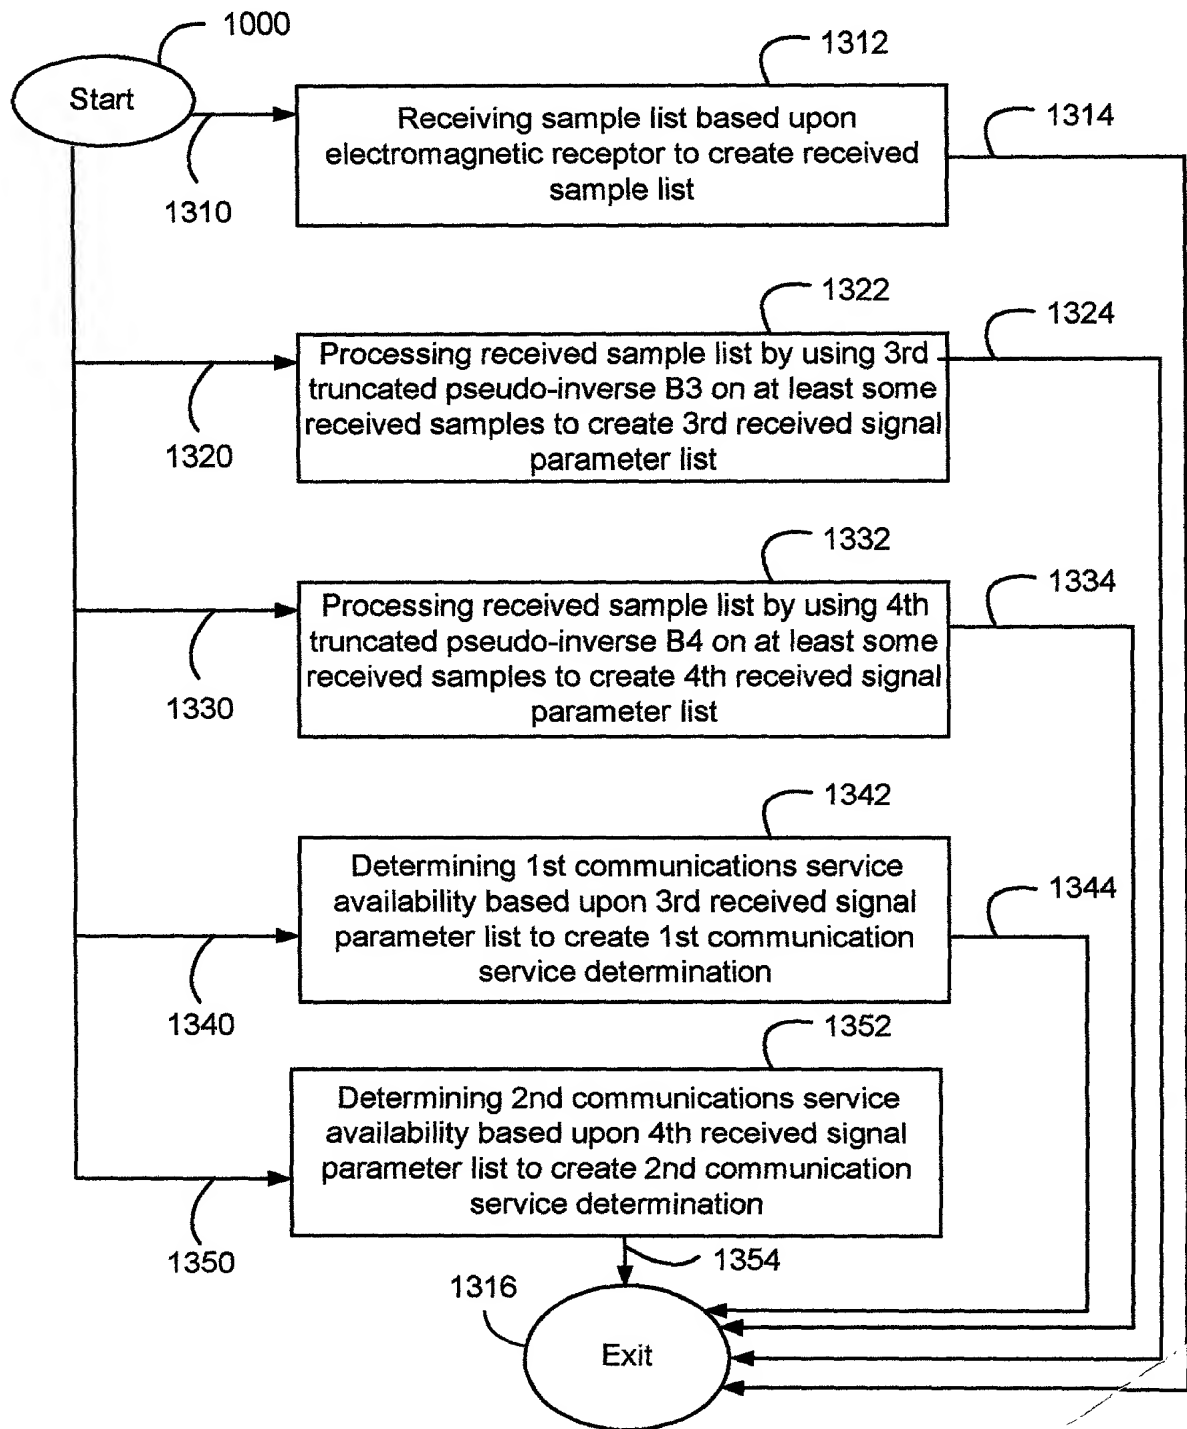 1000
Start
1312
Receiving sample list based upon
electromagnetic receptor to create received
sample list
1314
1310
1322
1324
Processing received sample list by using 3rd
truncated pseudo-inverse B3 on at least some
received samples to create 3rd received signal
parameter list
1320
1332
1334
Processing received sample list by using 4th
truncated pseudo-inverse B4 on at least some
received samples to create 4th received signal
parameter list
1330
1342
Determining 1st communications service
availability based upon 3rd received signal
parameter list to create 1st communication
service determination
1344
1340
1352
Determining 2nd communications service
availability based upon 4th received signal
parameter list to create 2nd communication
service determination
1350
1354
1316
Exit